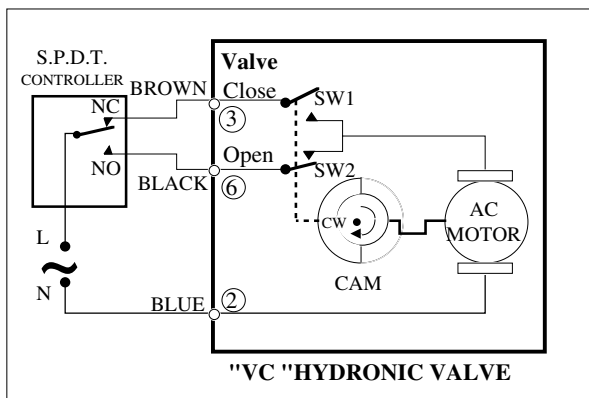 S.P.D.T.
CONTROLLER
Valve
BROWN
Close
NC
SW1
3
Open
NO
SW2
BLACK
6
CW
AC
MOTOR
L
N
CAM
BLUE
2
"VC "HYDRONIC VALVE